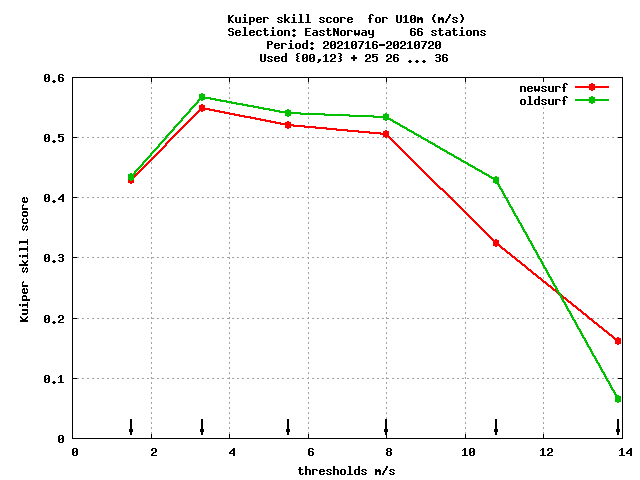 Kuiper skill score  for U10m (m/s)
Selection: EastNorway     66 stations
Period: 20210716-20210720
Used {00,12} + 25 26 ... 36
newsurf
oldsurf
Kuiper skill score
0.6
0.5
0.4
0.3
0.2
0.1
0
0 2 4 6 8 10 12 14
thresholds m/s